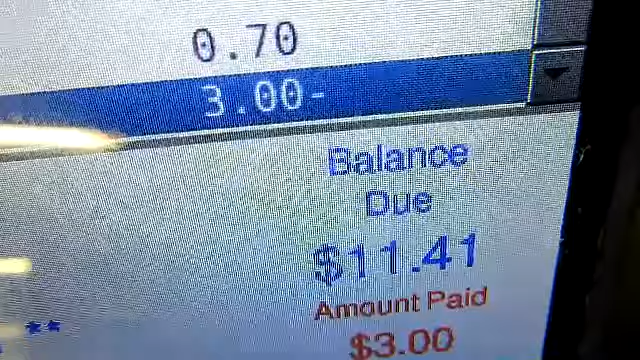 0.70
3.00-
Balance
Due
$11.41
Amount Paid
**
$3.00